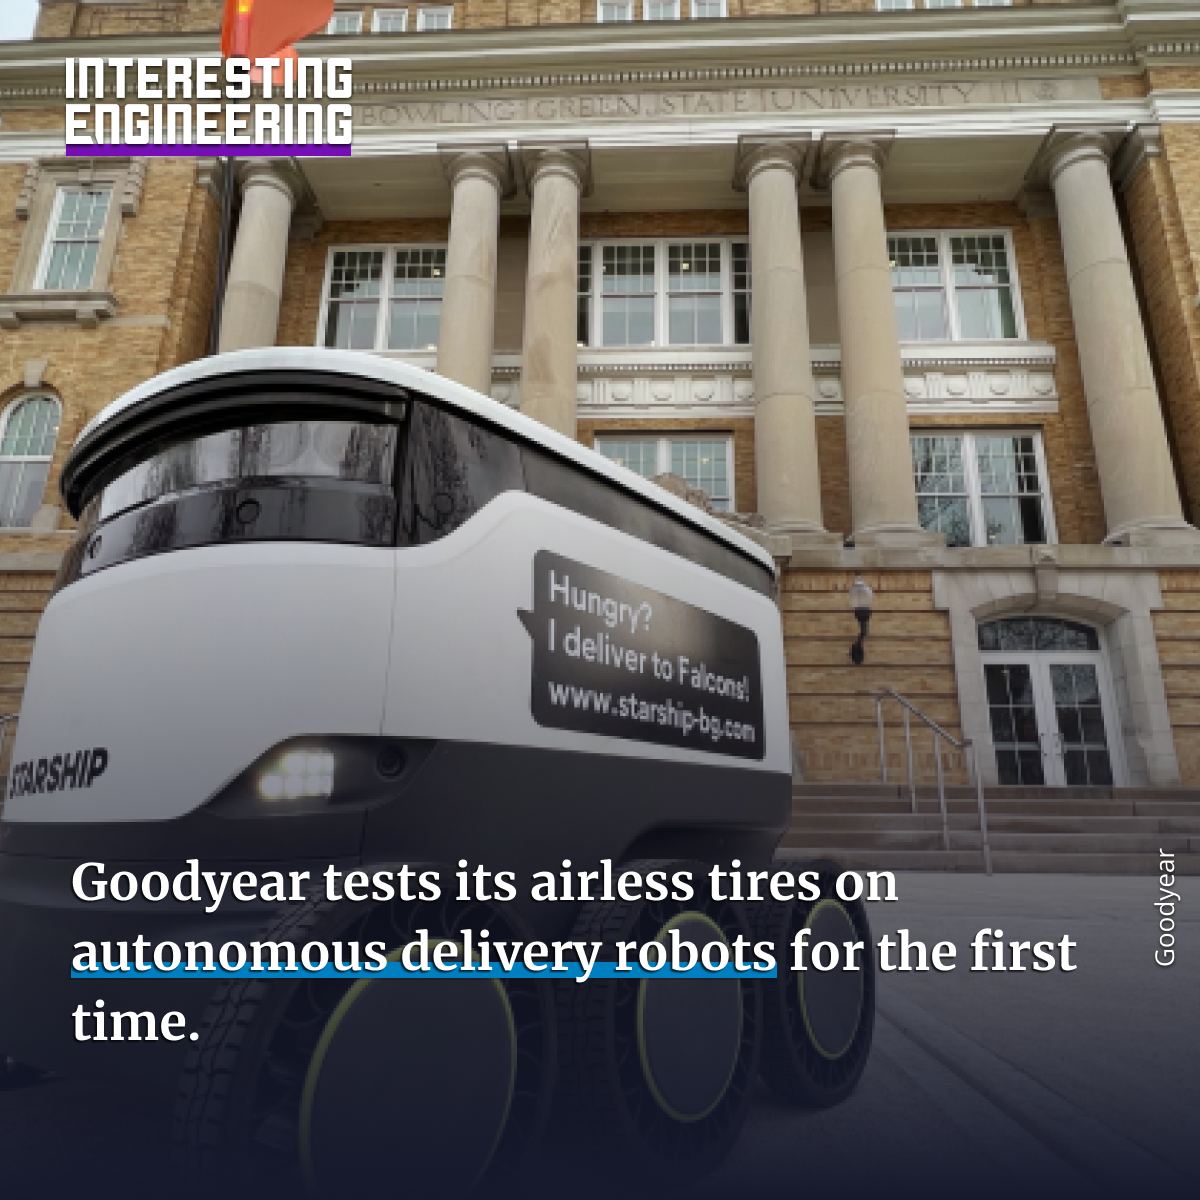 INTERESTING
ENGINEERING
BOWLING GREEN STATE UNIVERSITY
Hungry?
I deliver to Falcons!
www.starship-bg.com
STARSHIP
Goodyear tests its airless tires on
autonomous delivery robots for the first
time.
Goodyear